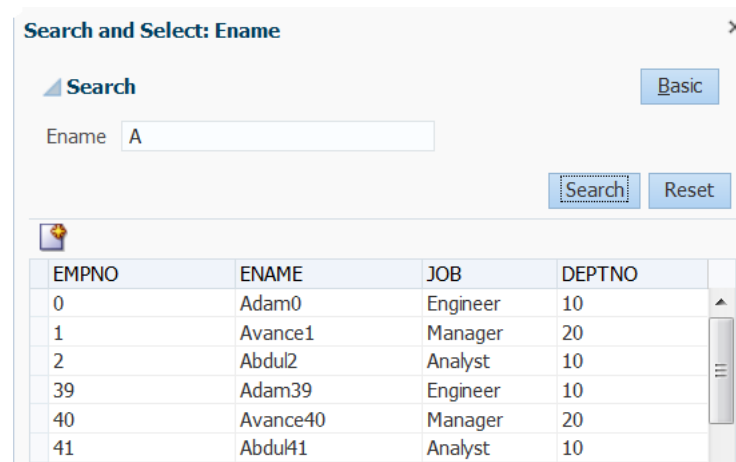 Search and Select: Ename
Search
Basic
Ename A
Search Reset
EMPNO ENAME JOB DEPTNO
0 Adam0 Engineer 10
1 Avance1 Manager 20
2 Abdul2 Analyst 10
39 Adam39 Engineer 10
40 Avance40 Manager 20
41 Abdul41 Analyst 10